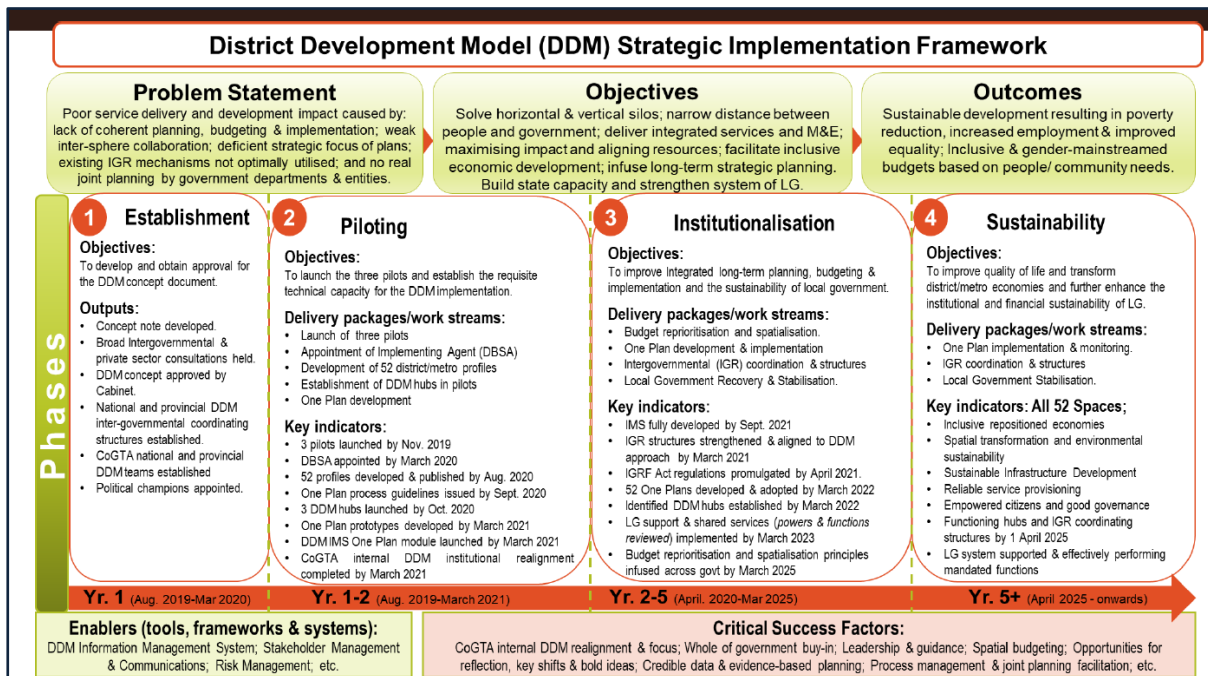 District Development Model (DDM) Strategic Implementation Framework
Problem Statement
Poor service delivery and development impact caused by:
lack of coherent planning, budgeting & implementation; weak
inter-sphere collaboration; deficient strategic focus of plans;
existing IGR mechanisms not optimally utilised; and no real
joint planning by government departments & entities.
Objectives
Solve horizontal & vertical silos; narrow distance between
people and government; deliver integrated services and M&E;
maximising impact and aligning resources; facilitate inclusive
economic development; infuse long-term strategic planning.
Build state capacity and strengthen system of LG.
Outcomes
Sustainable development resulting in poverty
reduction, increased employment & improved
equality; Inclusive & gender-mainstreamed
budgets based on people/ community needs.
Phases
1 Establishment
Objectives:
To develop and obtain approval for
the DDM concept document.
Outputs:
• Concept note developed.
• Broad Intergovernmental &
private sector consultations held.
• DDM concept approved by
Cabinet.
• National and provincial DDM
inter-governmental coordinating
structures established.
• CoGTA national and provincial
DDM teams established
• Political champions appointed.
2 Piloting
Objectives:
To launch the three pilots and establish the requisite
technical capacity for the DDM implementation.
Delivery packages/work streams:
• Launch of three pilots
• Appointment of Implementing Agent (DBSA)
• Development of 52 district/metro profiles
• Establishment of DDM hubs in pilots
• One Plan development
Key indicators:
• 3 pilots launched by Nov. 2019
• DBSA appointed by March 2020
• 52 profiles developed & published by Aug. 2020
• One Plan process guidelines issued by Sept. 2020
• 3 DDM hubs launched by Oct. 2020
• One Plan prototypes developed by March 2021
• DDM IMS One Plan module launched by March 2021
• CoGTA internal DDM institutional realignment
completed by March 2021
3 Institutionalisation
Objectives:
To improve Integrated long-term planning, budgeting &
implementation and the sustainability of local government.
Delivery packages/work streams:
• Budget reprioritisation and spatialisation.
• One Plan development & implementation
• Intergovernmental (IGR) coordination & structures
• Local Government Recovery & Stabilisation.
Key indicators:
• IMS fully developed by Sept. 2021
• IGR structures strengthened & aligned to DDM
approach by March 2021
• IGRF Act regulations promulgated by April 2021.
• 52 One Plans developed & adopted by March 2022
• Identified DDM hubs established by March 2022
• LG support & shared services (powers & functions
reviewed) implemented by March 2023
• Budget reprioritisation and spatialisation principles
infused across govt by March 2025
4 Sustainability
Objectives:
To improve quality of life and transform
district/metro economies and further enhance the
institutional and financial sustainability of LG.
Delivery packages/work streams:
• One Plan implementation & monitoring.
• IGR coordination & structures
• Local Government Stabilisation.
Key indicators: All 52 Spaces;
• Inclusive repositioned economies
• Spatial transformation and environmental
sustainability
• Sustainable Infrastructure Development
• Reliable service provisioning
• Empowered citizens and good governance
• Functioning hubs and IGR coordinating
structures by 1 April 2025
• LG system supported & effectively performing
mandated functions
Yr. 1 (Aug. 2019-Mar 2020)
Yr. 1-2 (Aug. 2019-March 2021)
Yr. 2-5 (April. 2020-Mar 2025)
Yr. 5+ (April 2025 - onwards)
Enablers (tools, frameworks & systems):
DDM Information Management System; Stakeholder Management
& Communications; Risk Management; etc.
Critical Success Factors:
CoGTA internal DDM realignment & focus; Whole of government buy-in; Leadership & guidance; Spatial budgeting; Opportunities for
reflection, key shifts & bold ideas; Credible data & evidence-based planning; Process management & joint planning facilitation; etc.